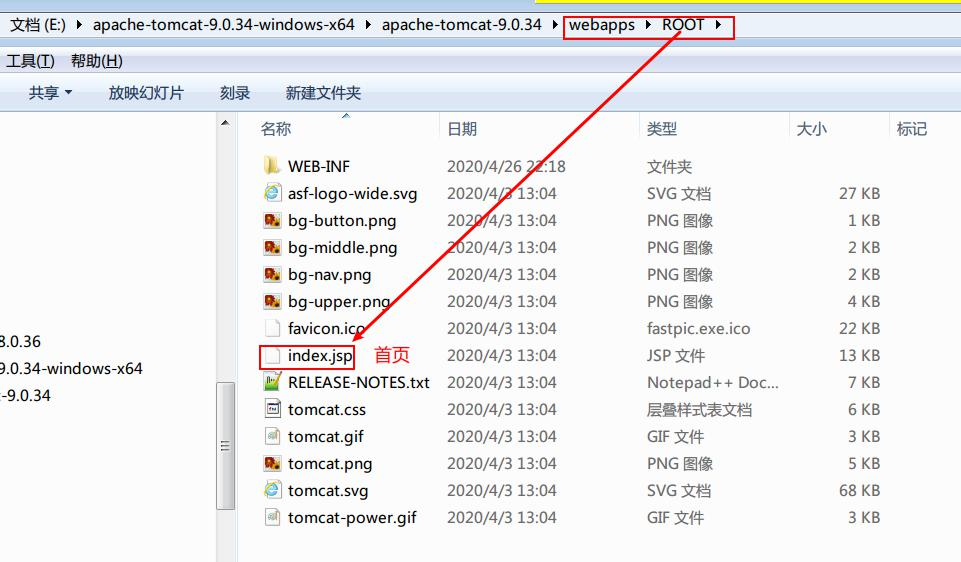 文档 (E:) ▸ apache-tomcat-9.0.34-windows-x64 ▸ apache-tomcat-9.0.34 ▸ webapps ▸ ROOT ▸
工具(T) 帮助(H)
共享 放映幻灯片 刻录 新建文件夹
名称 日期 类型 大小 标记
WEB-INF 2020/4/26 22:18 文件夹
asf-logo-wide.svg 2020/4/3 13:04 SVG 文档 27 KB
bg-button.png 2020/4/3 13:04 PNG 图像 1 KB
bg-middle.png 2020/4/3 13:04 PNG 图像 2 KB
bg-nav.png 2020/4/3 13:04 PNG 图像 2 KB
bg-upper.png 2020/4/3 13:04 PNG 图像 4 KB
favicon.ico 2020/4/3 13:04 fastpic.exe.ico 22 KB
index.jsp 首页 2020/4/3 13:04 JSP 文件 13 KB
RELEASE-NOTES.txt 2020/4/3 13:04 Notepad++ Doc... 7 KB
tomcat.css 2020/4/3 13:04 层叠样式表文档 6 KB
tomcat.gif 2020/4/3 13:04 GIF 文件 3 KB
tomcat.png 2020/4/3 13:04 PNG 图像 5 KB
tomcat.svg 2020/4/3 13:04 SVG 文档 68 KB
tomcat-power.gif 2020/4/3 13:04 GIF 文件 3 KB
8.0.36
9.0.34-windows-x64
-9.0.34